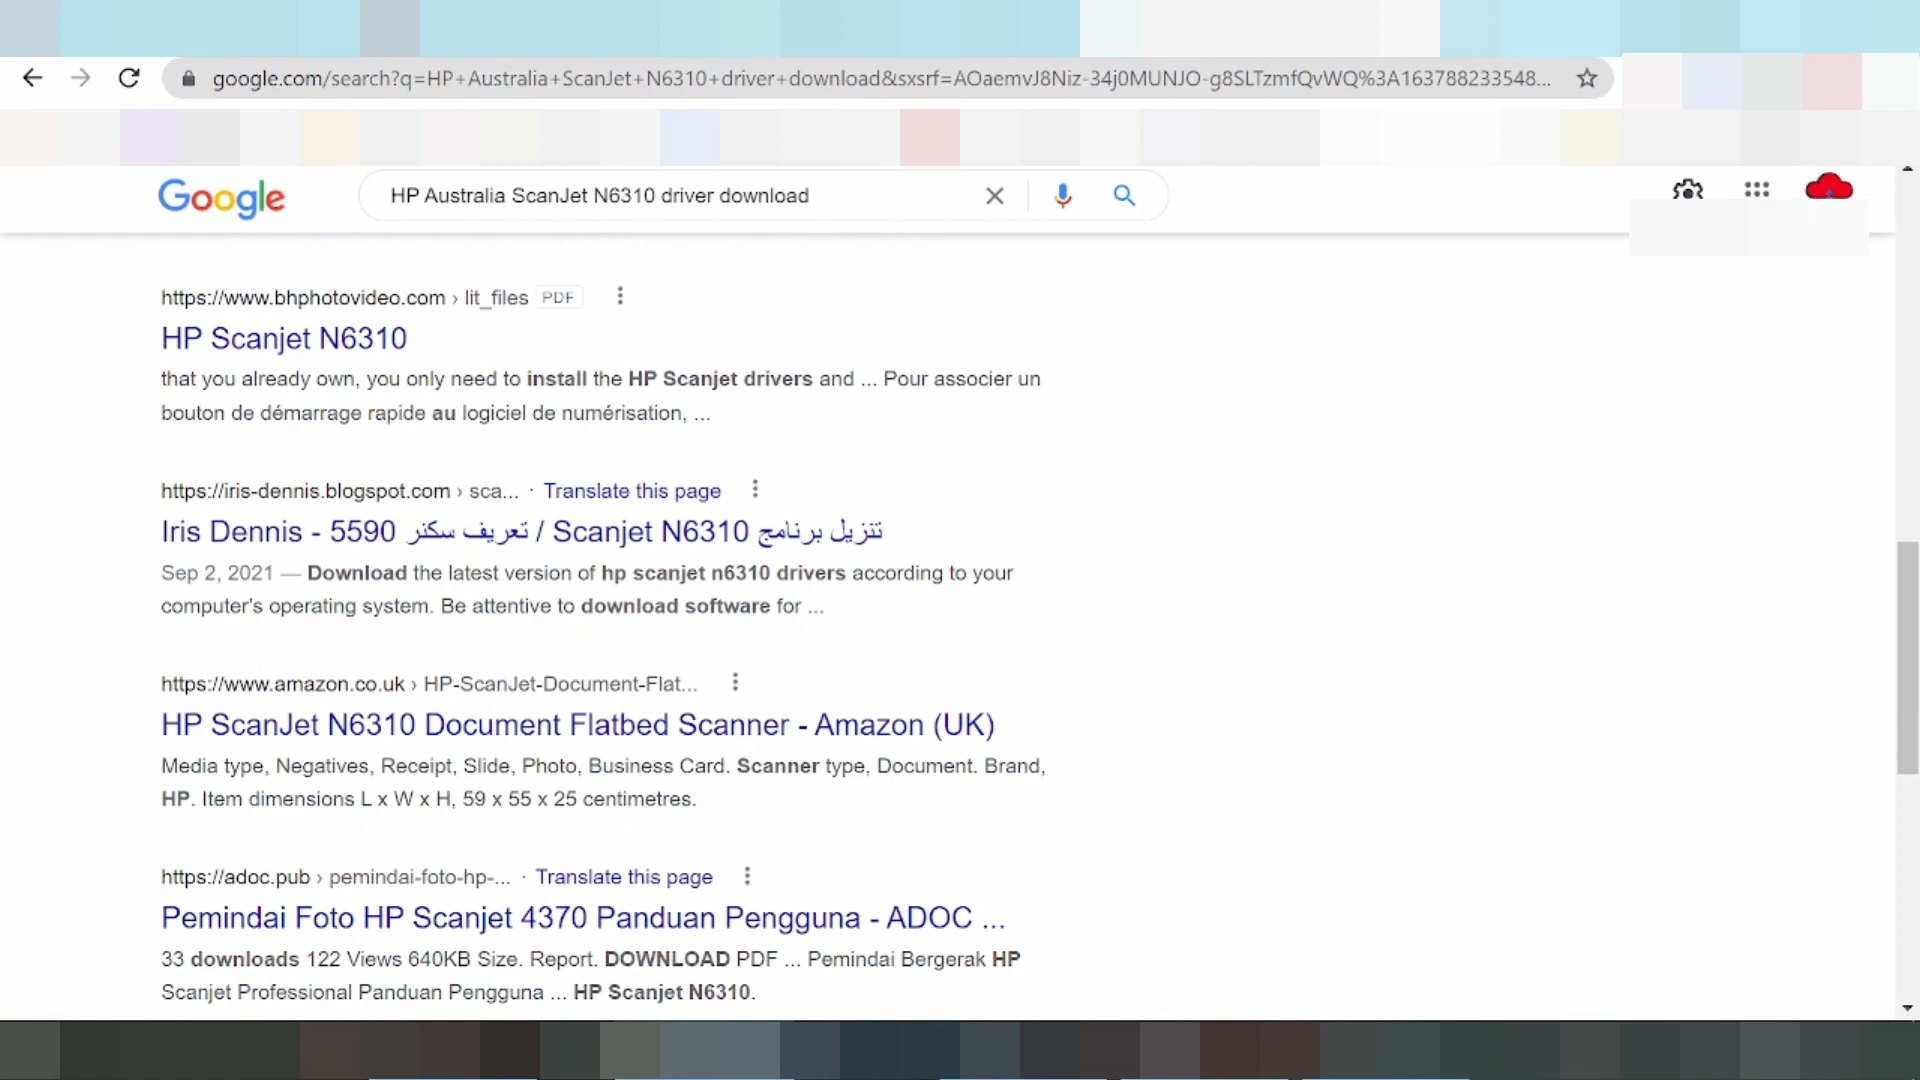 google.com/search?q=HP+Australia+ScanJet+N6310+driver+download&sxsrf=AOaemvJ8Niz-34j0MUNJO-g8SLTzmfQvWQ%3A163788233548...
Google
HP Australia ScanJet N6310 driver download
https://www.bhphotovideo.com › lit_files PDF
HP Scanjet N6310
that you already own, you only need to install the HP Scanjet drivers and ... Pour associer un
bouton de démarrage rapide au logiciel de numérisation, ...
https://iris-dennis.blogspot.com › sca... · Translate this page
Iris Dennis - 5590 تعريف سكنر / Scanjet N6310 تنزيل برنامج
Sep 2, 2021 — Download the latest version of hp scanjet n6310 drivers according to your
computer's operating system. Be attentive to download software for ...
https://www.amazon.co.uk › HP-ScanJet-Document-Flat...
HP ScanJet N6310 Document Flatbed Scanner - Amazon (UK)
Media type, Negatives, Receipt, Slide, Photo, Business Card. Scanner type, Document. Brand,
HP. Item dimensions L x W x H, 59 x 55 x 25 centimetres.
https://adoc.pub › pemindai-foto-hp-... · Translate this page
Pemindai Foto HP Scanjet 4370 Panduan Pengguna - ADOC ...
33 downloads 122 Views 640KB Size. Report. DOWNLOAD PDF ... Pemindai Bergerak HP
Scanjet Professional Panduan Pengguna ... HP Scanjet N6310.